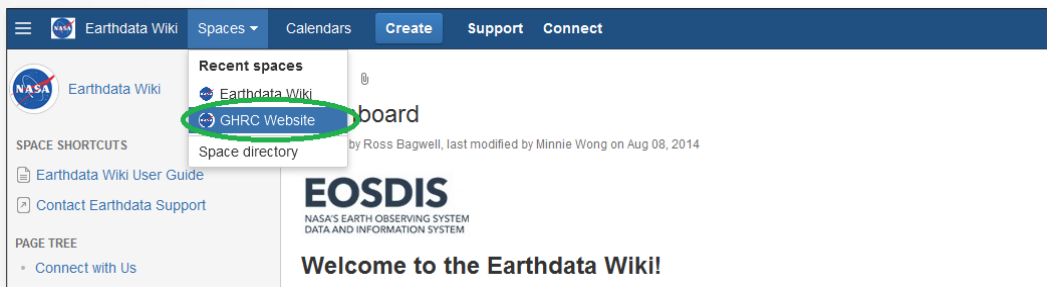 Earthdata Wiki Spaces Calendars Create Support Connect
NASA
Earthdata Wiki
SPACE SHORTCUTS
Earthdata Wiki User Guide
Contact Earthdata Support
PAGE TREE
Connect with Us
Recent spaces
Earthdata Wiki
GHRC Website
Space directory
board
by Ross Bagwell, last modified by Minnie Wong on Aug 08, 2014
EOSDIS
NASA'S EARTH OBSERVING SYSTEM
DATA AND INFORMATION SYSTEM
Welcome to the Earthdata Wiki!